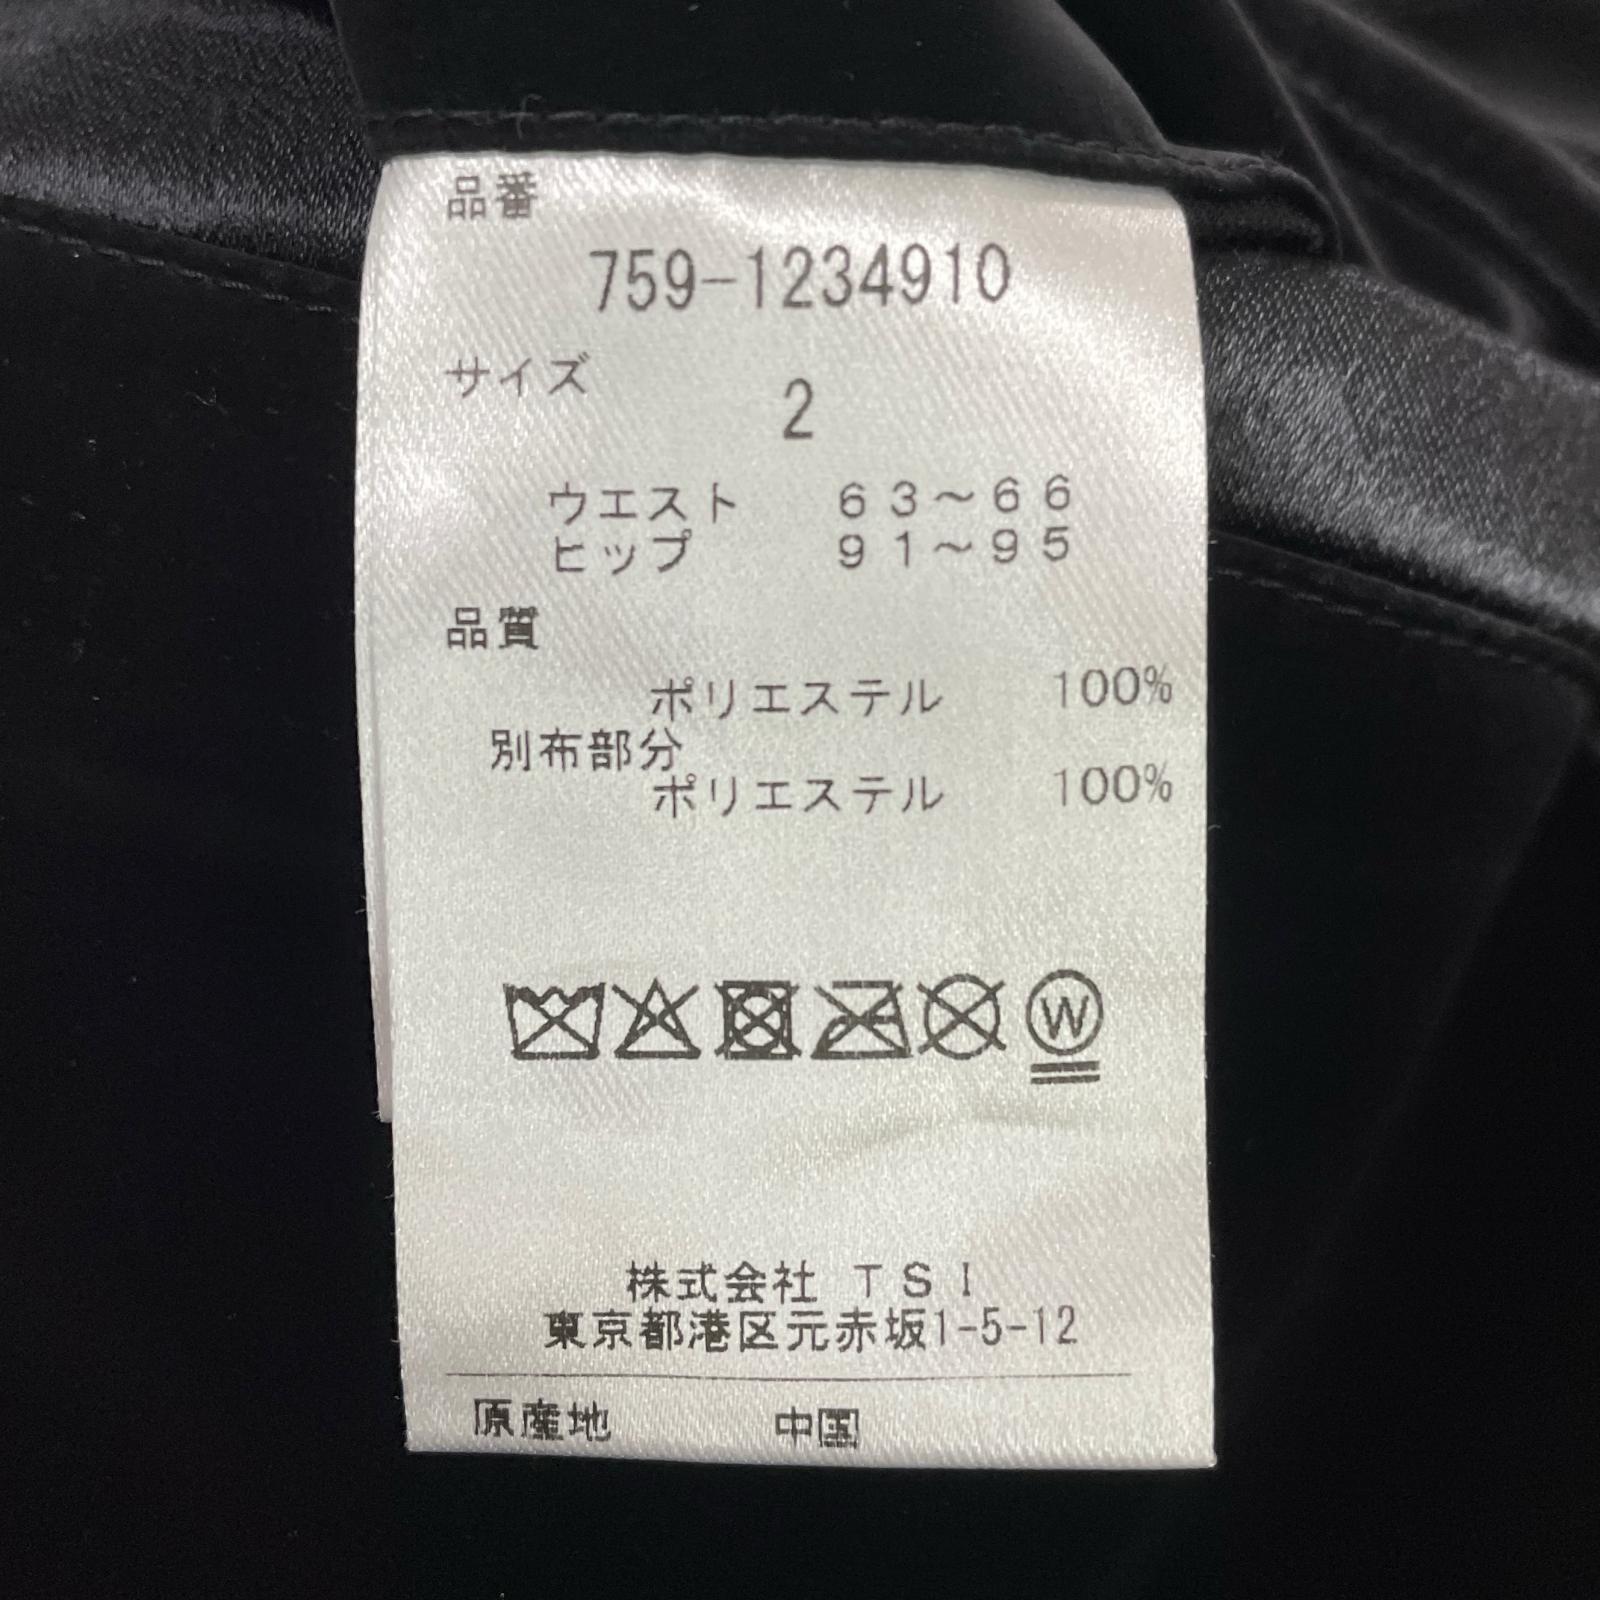 品番
759-1234910
サイズ 2
ウエスト 63〜66
ヒップ 91〜95
品質
ポリエステル 100%
別布部分
ポリエステル 100%
W
株式会社 TSI
東京都港区元赤坂1-5-12
原産地 中国